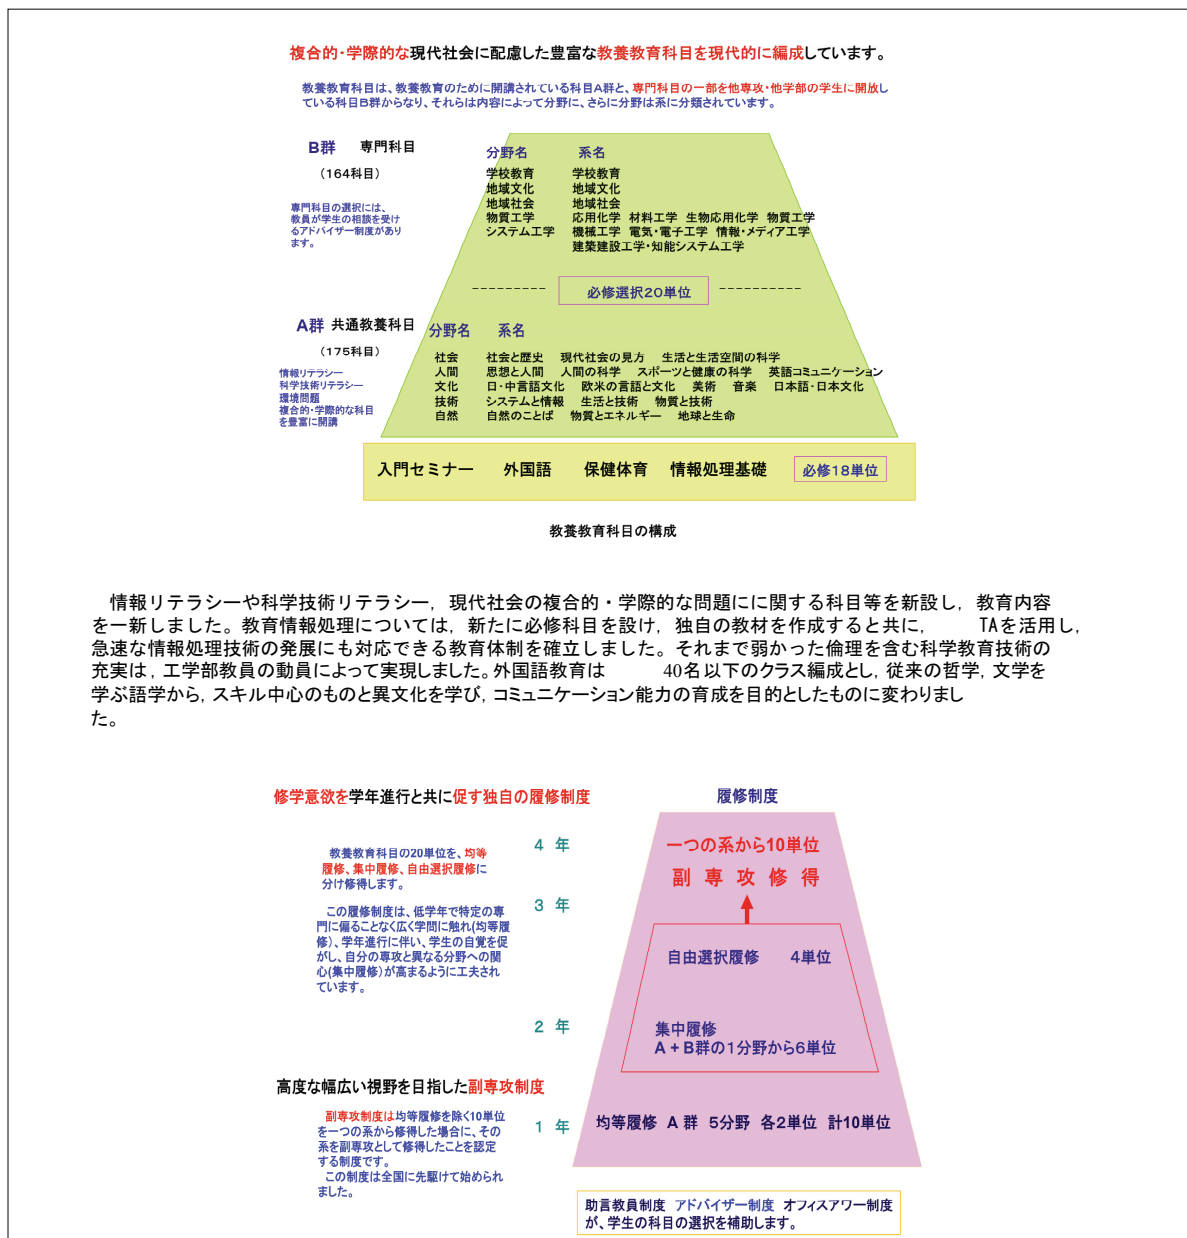 複合的・学際的な現代社会に配慮した豊富な教養教育科目を現代的に編成しています。
教養教育科目は、教養教育のために開講されている科目A群と、専門科目の一部を他専攻・他学部の学生に開放し
ている科目B群からなり、それらは内容によって分野に、さらに分野は系に分類されています。
B群 専門科目
(164科目)
専門科目の選択には、
教員が学生の相談を受け
るアドバイザー制度があり
ます。
分野名 系名
学校教育 学校教育
地域文化 地域文化
地域社会 地域社会
物質工学 応用化学 材料工学 生物応用化学 物質工学
システム工学 機械工学 電気・電子工学 情報・メディア工学
建築建設工学・知能システム工学
必修選択20単位
A群 共通教養科目
(175科目)
情報リテラシー
科学技術リテラシー
環境問題
複合的・学際的な科目
を豊富に開講
分野名 系名
社会 社会と歴史 現代社会の見方 生活と生活空間の科学
人間 思想と人間 人間の科学 スポーツと健康の科学 英語コミュニケーション
文化 日・中言語文化 欧米の言語と文化 美術 音楽 日本語・日本文化
技術 システムと情報 生活と技術 物質と技術
自然 自然のことば 物質とエネルギー 地球と生命
入門セミナー 外国語 保健体育 情報処理基礎 必修18単位
教養教育科目の構成
情報リテラシーや科学技術リテラシー, 現代社会の複合的・学際的な問題にに関する科目等を新設し, 教育内容
を一新しました。教育情報処理については, 新たに必修科目を設け, 独自の教材を作成すると共に, TAを活用し,
急速な情報処理技術の発展にも対応できる教育体制を確立しました。それまで弱かった倫理を含む科学教育技術の
充実は, 工学部教員の動員によって実現しました。外国語教育は 40名以下のクラス編成とし, 従来の哲学, 文学を
学ぶ語学から, スキル中心のものと異文化を学び, コミュニケーション能力の育成を目的としたものに変わりまし
た。
修学意欲を学年進行と共に促す独自の履修制度
教養教育科目の20単位を、均等
履修、集中履修、自由選択履修に
分け修得します。
この履修制度は、低学年で特定の専
門に偏ることなく広く学問に触れ(均等履
修)、学年進行に伴い、学生の自覚を促
がし、自分の専攻と異なる分野への関
心(集中履修)が高まるように工夫され
ています。
高度な幅広い視野を目指した副専攻制度
副専攻制度は均等履修を除く10単位
を一つの系から修得した場合に、その
系を副専攻として修得したことを認定
する制度です。
この制度は全国に先駆けて始められ
ました。
履修制度
4 年
一つの系から10単位
副専攻修得
3 年
自由選択履修 4単位
2 年
集中履修
A+B群の1分野から6単位
1 年
均等履修 A 群 5分野 各2単位 計10単位
助言教員制度 アドバイザー制度 オフィスアワー制度
が、学生の科目の選択を補助します。